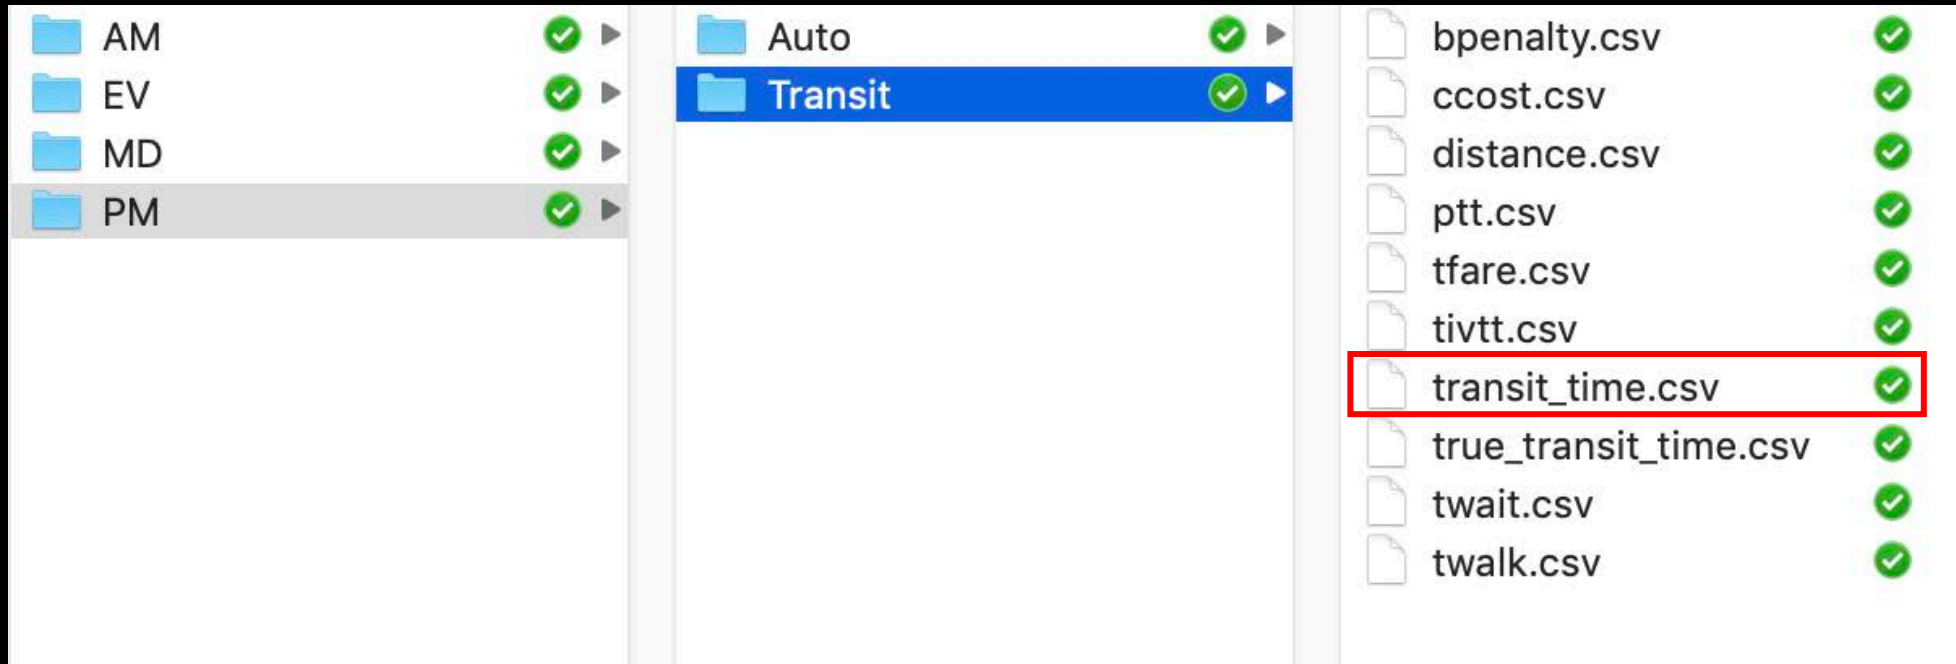 AM
EV
MD
PM
Auto
Transit
bpenalty.csv
ccost.csv
distance.csv
ptt.csv
tfare.csv
tivtt.csv
transit_time.csv
true_transit_time.csv
twait.csv
twalk.csv